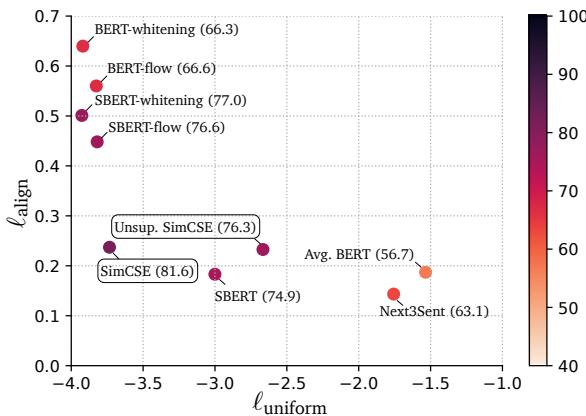 0.7
0.6
0.5
0.4
0.3
0.2
0.1
0.0
ℓalign
−4.0 −3.5 −3.0 −2.5 −2.0 −1.5 −1.0
ℓuniform
BERT-whitening (66.3)
BERT-flow (66.6)
SBERT-whitening (77.0)
SBERT-flow (76.6)
Unsup. SimCSE (76.3)
SimCSE (81.6)
SBERT (74.9)
Avg. BERT (56.7)
Next3Sent (63.1)
100
90
80
70
60
50
40